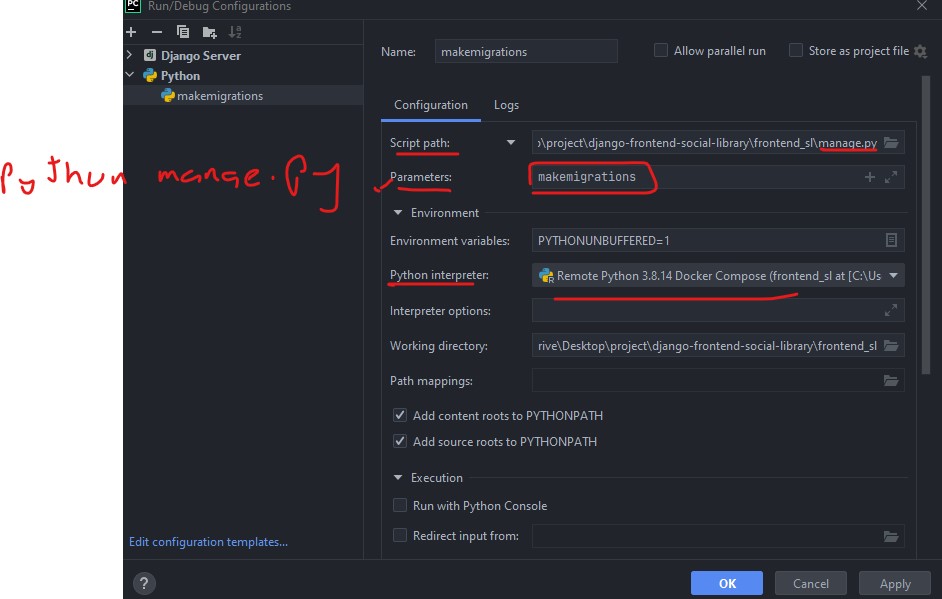 PC Run/Debug Configurations
Django Server
Python
makemigrations
Edit configuration templates...
python manage.py
Name: makemigrations Allow parallel run Store as project file
Configuration Logs
Script path: \project\django-frontend-social-library\frontend_sl\manage.py
Parameters: makemigrations
Environment
Environment variables: PYTHONUNBUFFERED=1
Python interpreter: Remote Python 3.8.14 Docker Compose (frontend_sl at [C:\Us
Interpreter options:
Working directory: rive\Desktop\project\django-frontend-social-library\frontend_sl
Path mappings:
Add content roots to PYTHONPATH
Add source roots to PYTHONPATH
Execution
Run with Python Console
Redirect input from:
? OK Cancel Apply